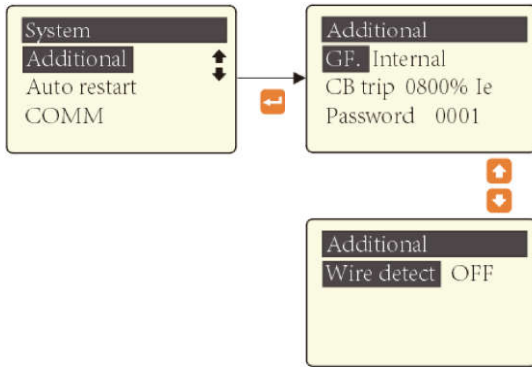 System
Additional
Auto restart
COMM
Additional
GF. Internal
CB trip 0800% Ie
Password 0001
Additional
Wire detect OFF